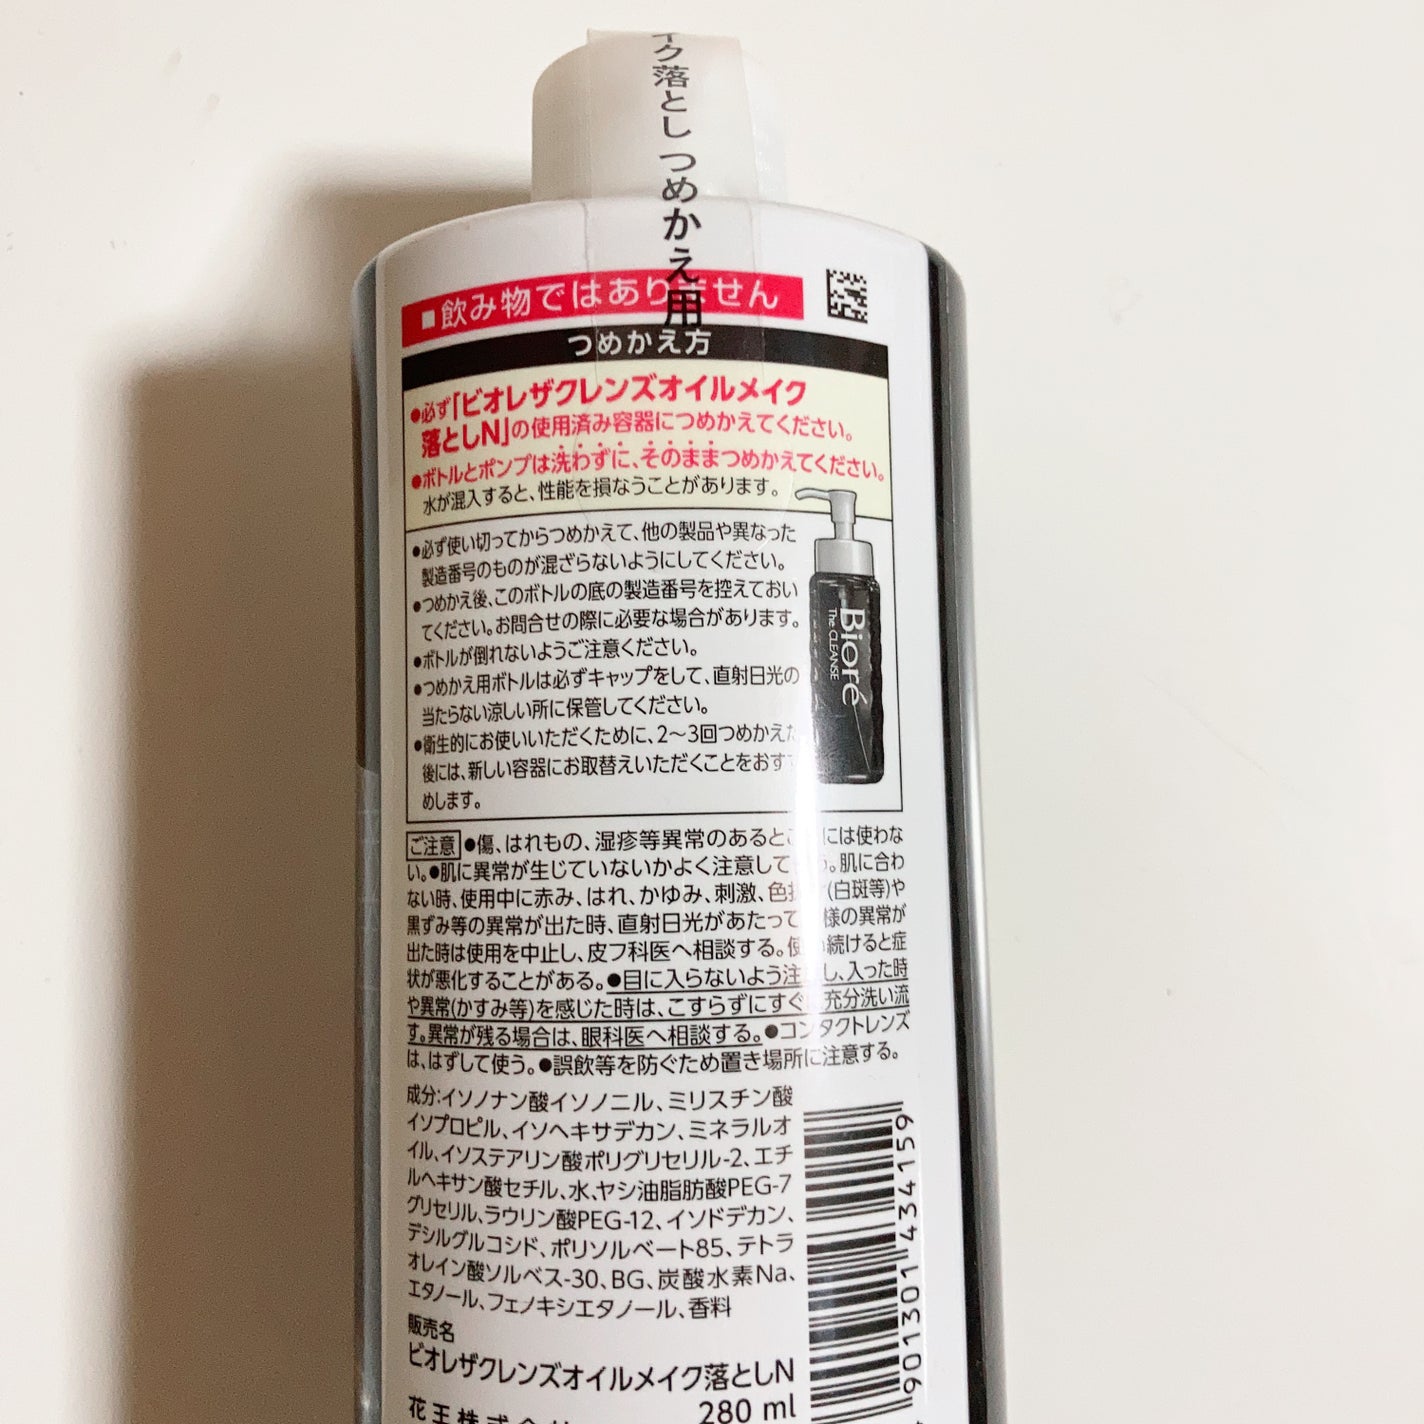 ク落とし つめかえ用
■飲み物ではありません
つめかえ方
●必ず「ビオレザクレンズオイルメイク
落としN」の使用済み容器につめかえてください。
●ボトルとポンプは洗わずに、そのままつめかえてください。
水が混入すると、性能を損なうことがあります。
●必ず使い切ってからつめかえて、他の製品や異なった
製造番号のものが混ざらないようにしてください。
●つめかえ後、このボトルの底の製造番号を控えておい
てください。お問合せの際に必要な場合があります。
●ボトルが倒れないようご注意ください。
●つめかえ用ボトルは必ずキャップをして、直射日光の
当たらない涼しい所に保管してください。
●衛生的にお使いいただくために、2〜3回つめかえた
後には、新しい容器にお取替えいただくことをおすす
めします。
Bioré
The CLEANSE
ご注意 ●傷、はれもの、湿疹等異常のあるところには使わな
い。●肌に異常が生じていないかよく注意して使う。肌に合わ
ない時、使用中に赤み、はれ、かゆみ、刺激、色抜け(白斑等)や
黒ずみ等の異常が出た時、直射日光があたって同様の異常が
出た時は使用を中止し、皮フ科医へ相談する。使い続けると症
状が悪化することがある。●目に入らないよう注意し、入った時
や異常(かすみ等)を感じた時は、こすらずにすぐに充分洗い流
す。異常が残る場合は、眼科医へ相談する。●コンタクトレンズ
は、はずして使う。●誤飲等を防ぐため置き場所に注意する。
成分:イソノナン酸イソノニル、ミリスチン酸
イソプロピル、イソヘキサデカン、ミネラルオ
イル、イソステアリン酸ポリグリセリル-2、エチ
ルヘキサン酸セチル、水、ヤシ油脂肪酸PEG-7
グリセリル、ラウリン酸PEG-12、イソドデカン、
デシルグルコシド、ポリソルベート85、テトラ
オレイン酸ソルベス-30、BG、炭酸水素Na、
エタノール、フェノキシエタノール、香料
販売名
ビオレザクレンズオイルメイク落としN
280 ml
花王株式会社
901301 434159